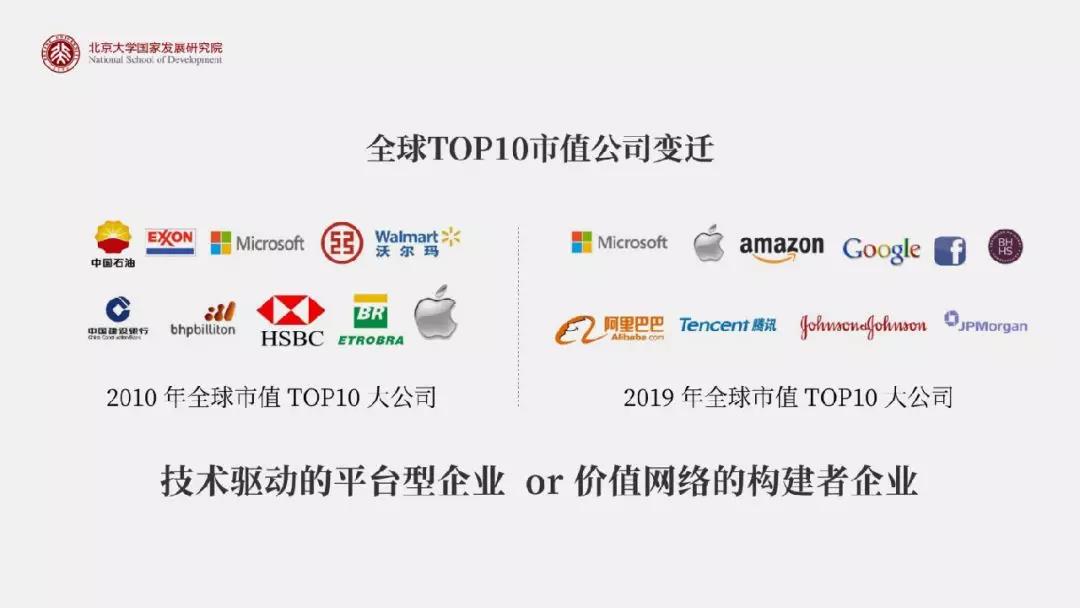 北京大学国家发展研究院
National School of Development
全球TOP10市值公司变迁
中国石油
EXXON
Microsoft
Walmart
沃尔玛
中国建设银行
China Construction Bank
bhpbilliton
HSBC
BR
ETROBRA
2010 年全球市值 TOP10 大公司
Microsoft
amazon
Google
f
BH
HS
阿里巴巴
Alibaba.com
Tencent 腾讯
Johnson&Johnson
JPMorgan
2019 年全球市值 TOP10 大公司
技术驱动的平台型企业 or 价值网络的构建者企业